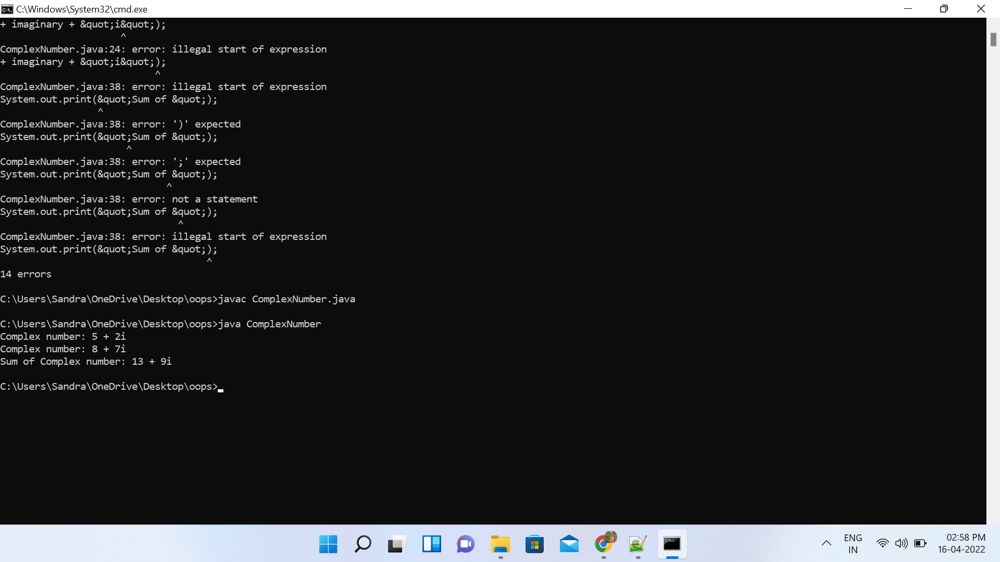 C:\Windows\System32\cmd.exe
+ imaginary + &quot;i&quot;);
^
ComplexNumber.java:24: error: illegal start of expression
+ imaginary + &quot;i&quot;);
^
ComplexNumber.java:38: error: illegal start of expression
System.out.print(&quot;Sum of &quot;);
^
ComplexNumber.java:38: error: ')' expected
System.out.print(&quot;Sum of &quot;);
^
ComplexNumber.java:38: error: ';' expected
System.out.print(&quot;Sum of &quot;);
^
ComplexNumber.java:38: error: not a statement
System.out.print(&quot;Sum of &quot;);
^
ComplexNumber.java:38: error: illegal start of expression
System.out.print(&quot;Sum of &quot;);
^
14 errors
C:\Users\Sandra\OneDrive\Desktop\oops>javac ComplexNumber.java
C:\Users\Sandra\OneDrive\Desktop\oops>java ComplexNumber
Complex number: 5 + 2i
Complex number: 8 + 7i
Sum of Complex number: 13 + 9i
C:\Users\Sandra\OneDrive\Desktop\oops>
ENG
IN
02:58 PM
16-04-2022